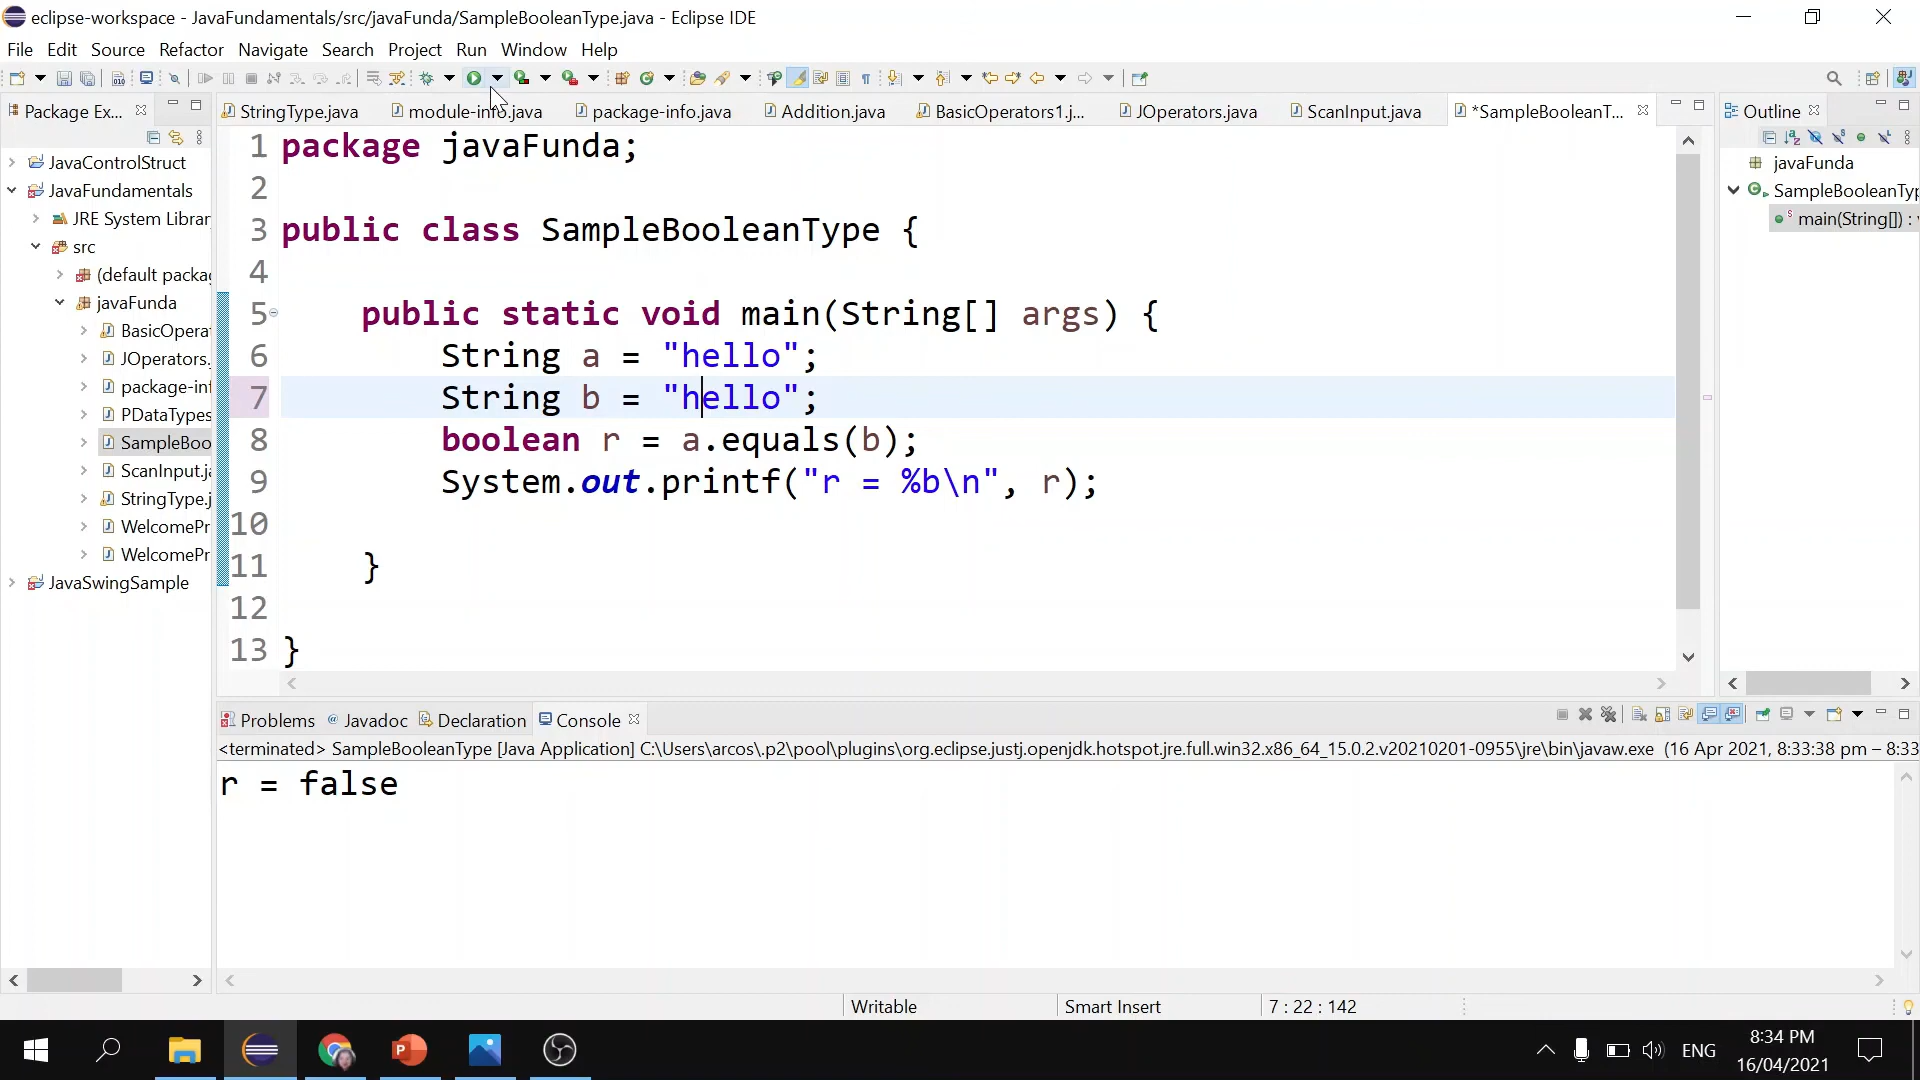 eclipse-workspace - JavaFundamentals/src/javaFunda/SampleBooleanType.java - Eclipse IDE
File Edit Source Refactor Navigate Search Project Run Window Help
Package Ex...
StringType.java module-info.java package-info.java Addition.java BasicOperators1.j... JOperators.java ScanInput.java *SampleBooleanT...
Outline
JavaControlStruct
JavaFundamentals
JRE System Librar
src
(default packag
javaFunda
BasicOpera
JOperators.
package-inf
PDataTypes
SampleBoo
ScanInput.ja
StringType.j
WelcomePr
WelcomePr
JavaSwingSample
1 package javaFunda;
2
3 public class SampleBooleanType {
4
5 public static void main(String[] args) {
6 String a = "hello";
7 String b = "hello";
8 boolean r = a.equals(b);
9 System.out.printf("r = %b\n", r);
10
11 }
12
13 }
javaFunda
SampleBooleanTyp
main(String[]) :
Problems Javadoc Declaration Console
<terminated> SampleBooleanType [Java Application] C:\Users\arcos\.p2\pool\plugins\org.eclipse.justj.openjdk.hotspot.jre.full.win32.x86_64_15.0.2.v20210201-0955\jre\bin\javaw.exe (16 Apr 2021, 8:33:38 pm – 8:33
r = false
Writable Smart Insert 7 : 22 : 142
ENG
8:34 PM
16/04/2021